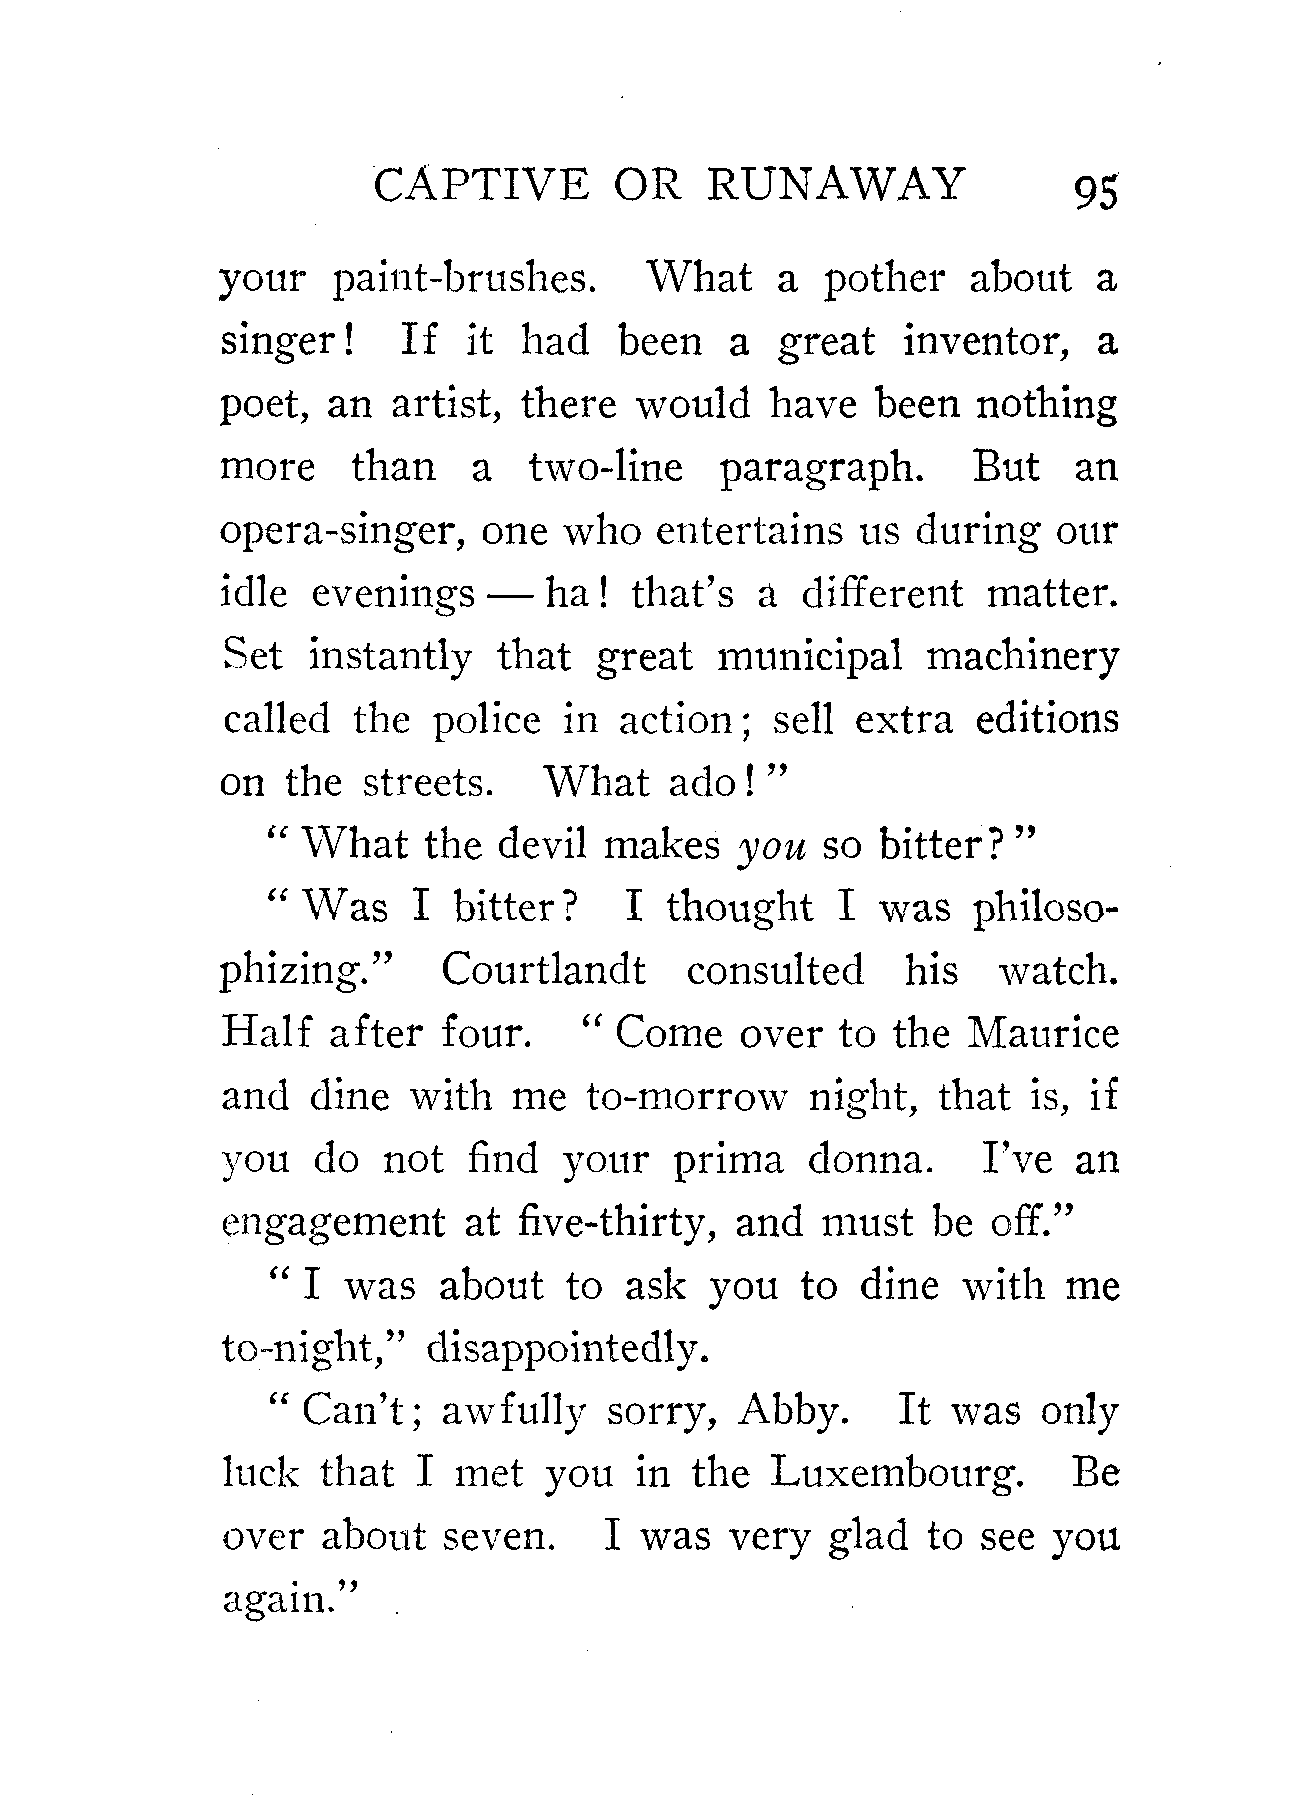 CAPTIVE OR RUNAWAY 95
your paint-brushes. What a pother about a
singer! If it had been a great inventor, a
poet, an artist, there would have been nothing
more than a two-line paragraph. But an
opera-singer, one who entertains us during our
idle evenings — ha! that's a different matter.
Set instantly that great municipal machinery
called the police in action; sell extra editions
on the streets. What ado!"
"What the devil makes you so bitter?"
"Was I bitter? I thought I was philoso-
phizing." Courtlandt consulted his watch.
Half after four. "Come over to the Maurice
and dine with me to-morrow night, that is, if
you do not find your prima donna. I've an
engagement at five-thirty, and must be off."
"I was about to ask you to dine with me
to-night," disappointedly.
"Can't; awfully sorry, Abby. It was only
luck that I met you in the Luxembourg. Be
over about seven. I was very glad to see you
again."